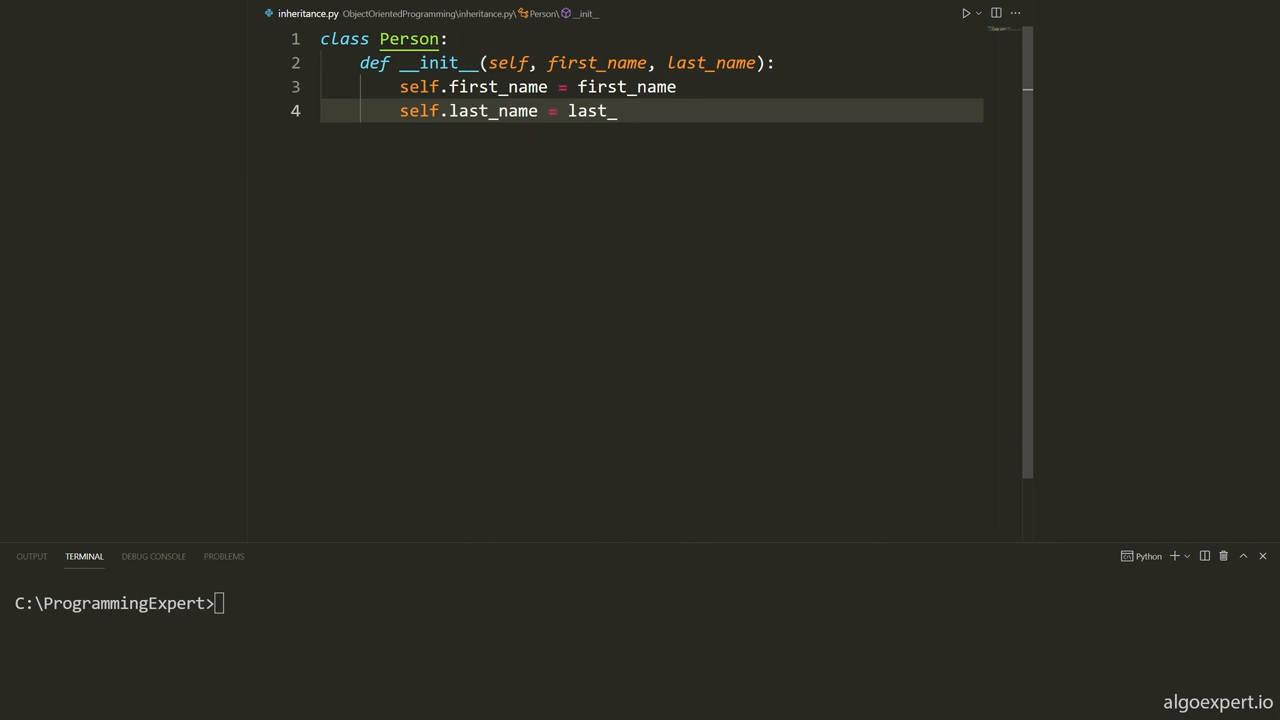 inheritance.py ObjectOrientedProgramming\inheritance.py\Person\__init__
1 class Person:
2 def __init__(self, first_name, last_name):
3 self.first_name = first_name
4 self.last_name = last_
OUTPUT TERMINAL DEBUG CONSOLE PROBLEMS Python
C:\ProgrammingExpert>
algoexpert.io